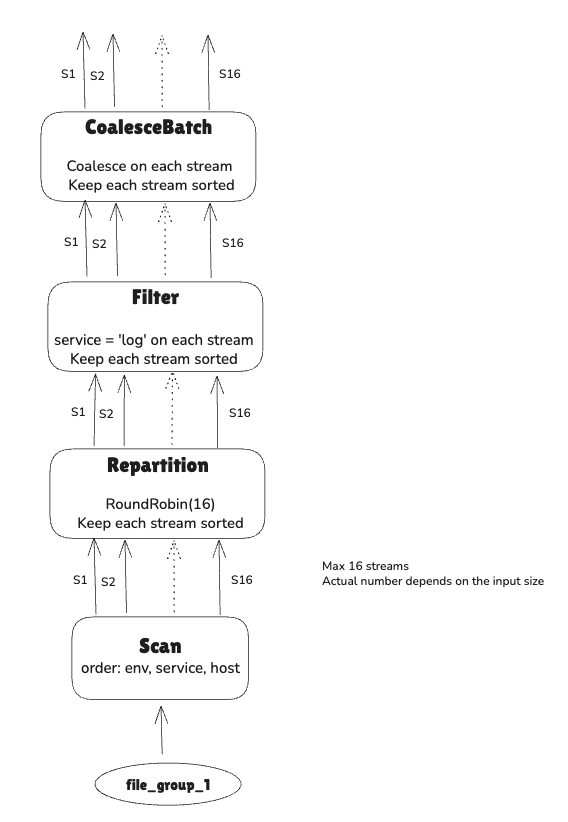 S1 S2 S16
CoalesceBatch
Coalesce on each stream
Keep each stream sorted
S1 S2 S16
Filter
service = 'log' on each stream
Keep each stream sorted
S1 S2 S16
Repartition
RoundRobin(16)
Keep each stream sorted
S1 S2 S16
Max 16 streams
Actual number depends on the input size
Scan
order: env, service, host
file_group_1